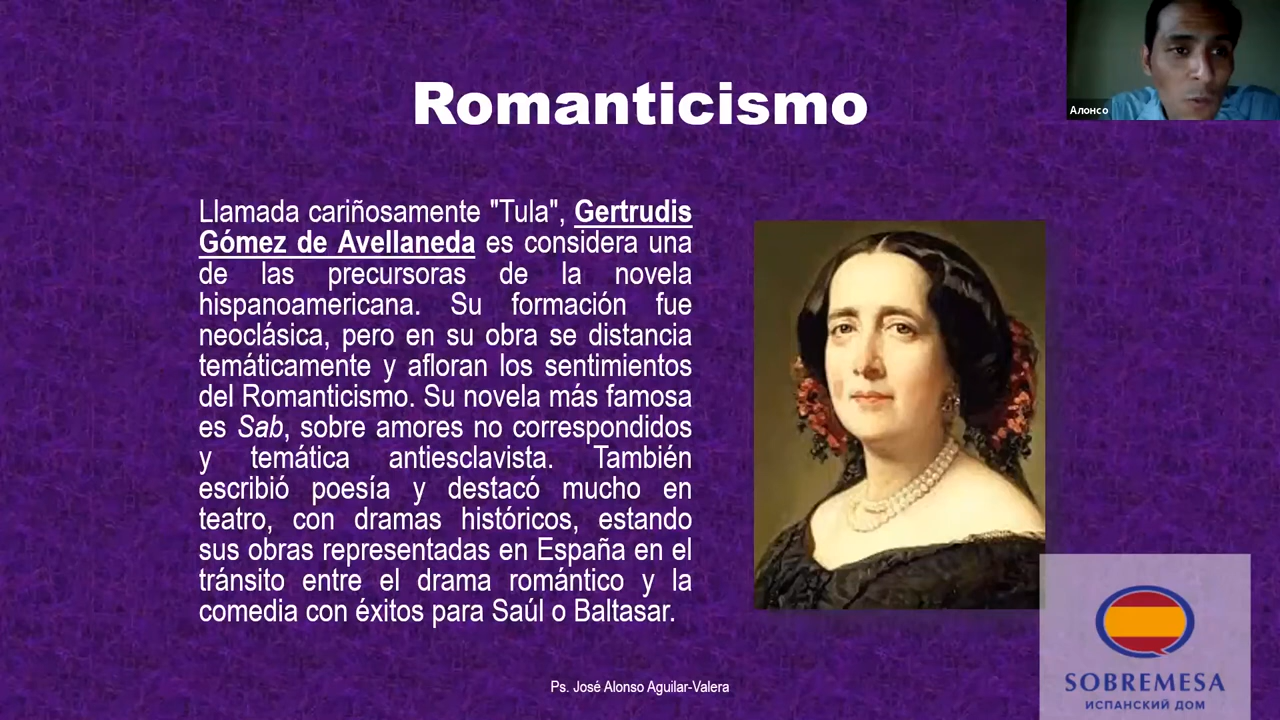 Romanticismo
Алонсо
Llamada cariñosamente "Tula", Gertrudis
Gómez de Avellaneda es considera una
de las precursoras de la novela
hispanoamericana. Su formación fue
neoclásica, pero en su obra se distancia
temáticamente y afloran los sentimientos
del Romanticismo. Su novela más famosa
es Sab, sobre amores no correspondidos
y temática antiesclavista. También
escribió poesía y destacó mucho en
teatro, con dramas históricos, estando
sus obras representadas en España en el
tránsito entre el drama romántico y la
comedia con éxitos para Saúl o Baltasar.
Ps. José Alonso Aguilar-Valera
SOBREMESA
ИСПАНСКИЙ ДОМ